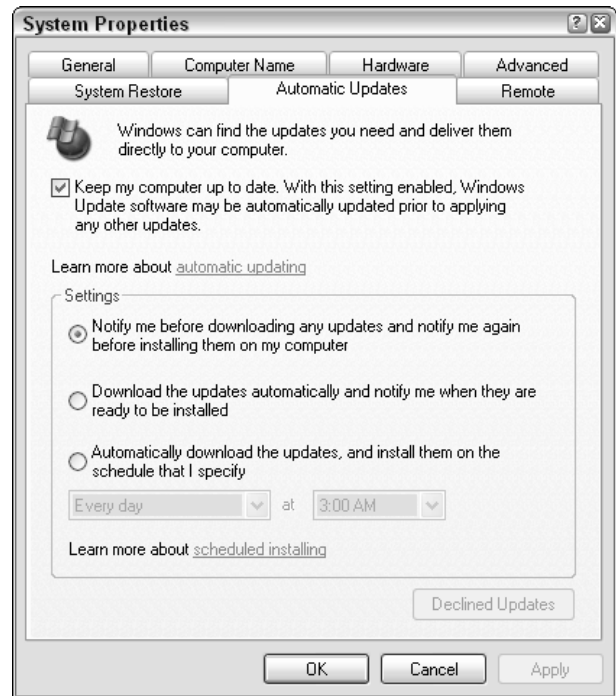 System Properties
General Computer Name Hardware Advanced
System Restore Automatic Updates Remote
Windows can find the updates you need and deliver them
directly to your computer.
Keep my computer up to date. With this setting enabled, Windows
Update software may be automatically updated prior to applying
any other updates.
Learn more about automatic updating
Settings
Notify me before downloading any updates and notify me again
before installing them on my computer
Download the updates automatically and notify me when they are
ready to be installed
Automatically download the updates, and install them on the
schedule that I specify
Every day at 3:00 AM
Learn more about scheduled installing
Declined Updates
OK Cancel Apply